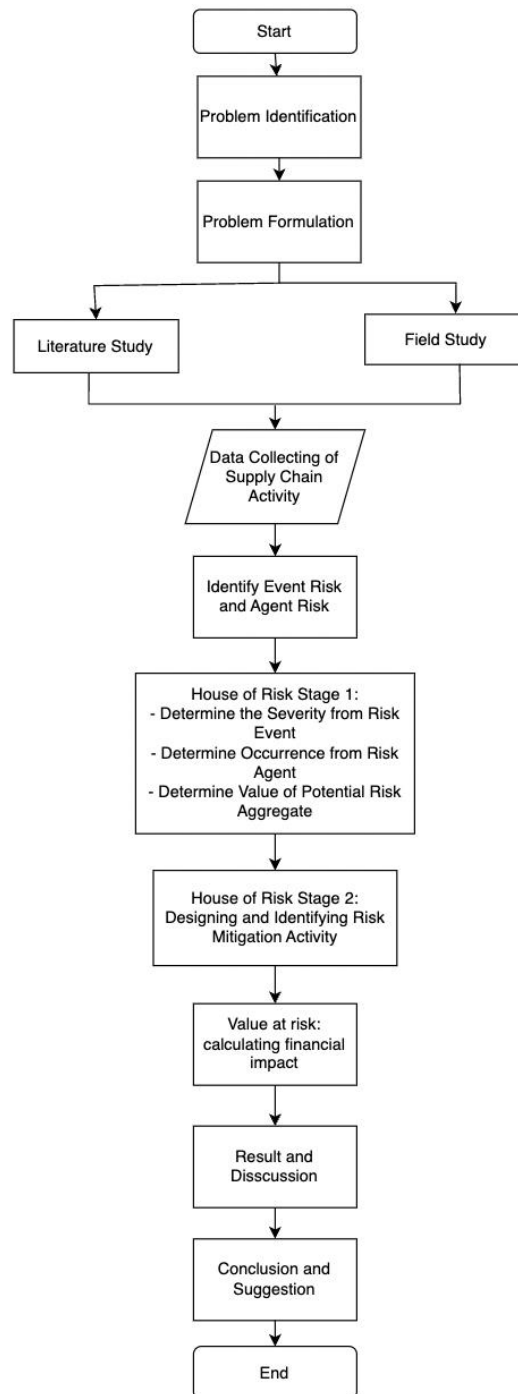 Start
Problem Identification
Problem Formulation
Literature Study
Field Study
Data Collecting of
Supply Chain
Activity
Identify Event Risk
and Agent Risk
House of Risk Stage 1:
- Determine the Severity from Risk
Event
- Determine Occurrence from Risk
Agent
- Determine Value of Potential Risk
Aggregate
House of Risk Stage 2:
Designing and Identifying Risk
Mitigation Activity
Value at risk:
calculating financial
impact
Result and
Disscussion
Conclusion and
Suggestion
End